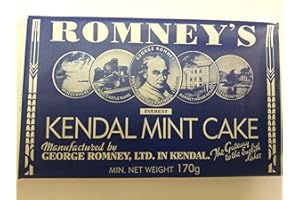 ROMNEY'S
GEORGE ROMNEY
EVEREST
KENDAL MINT CAKE
Manufactured by
GEORGE ROMNEY, LTD. IN KENDAL.
The Gateway
to the English
Lakes
MIN. NET WEIGHT 170g